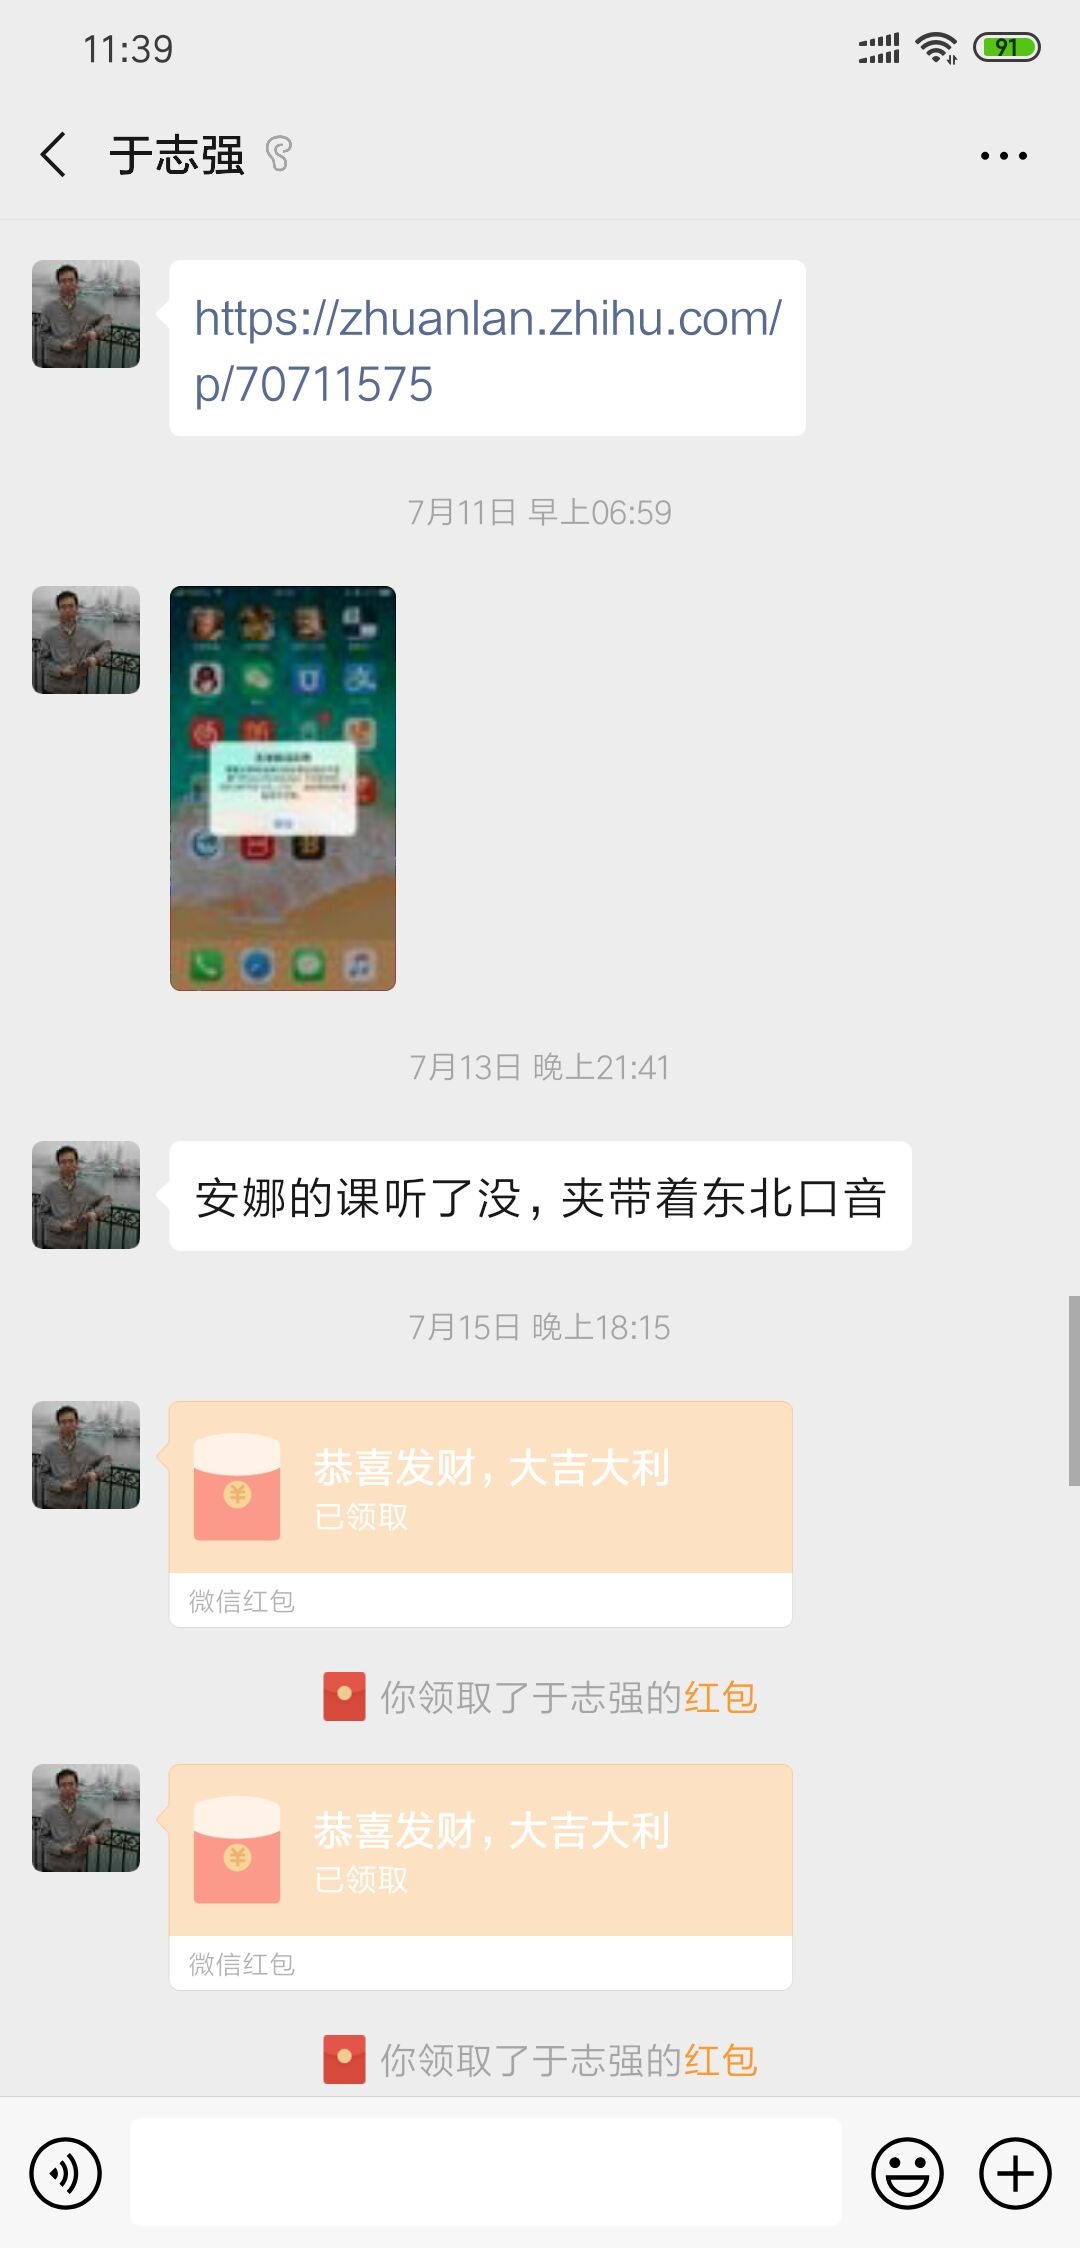 11:39
91
于志强
https://zhuanlan.zhihu.com/
p/70711575
7月11日 早上06:59
7月13日 晚上21:41
安娜的课听了没，夹带着东北口音
7月15日 晚上18:15
恭喜发财，大吉大利
已领取
微信红包
你领取了于志强的红包
恭喜发财，大吉大利
已领取
微信红包
你领取了于志强的红包